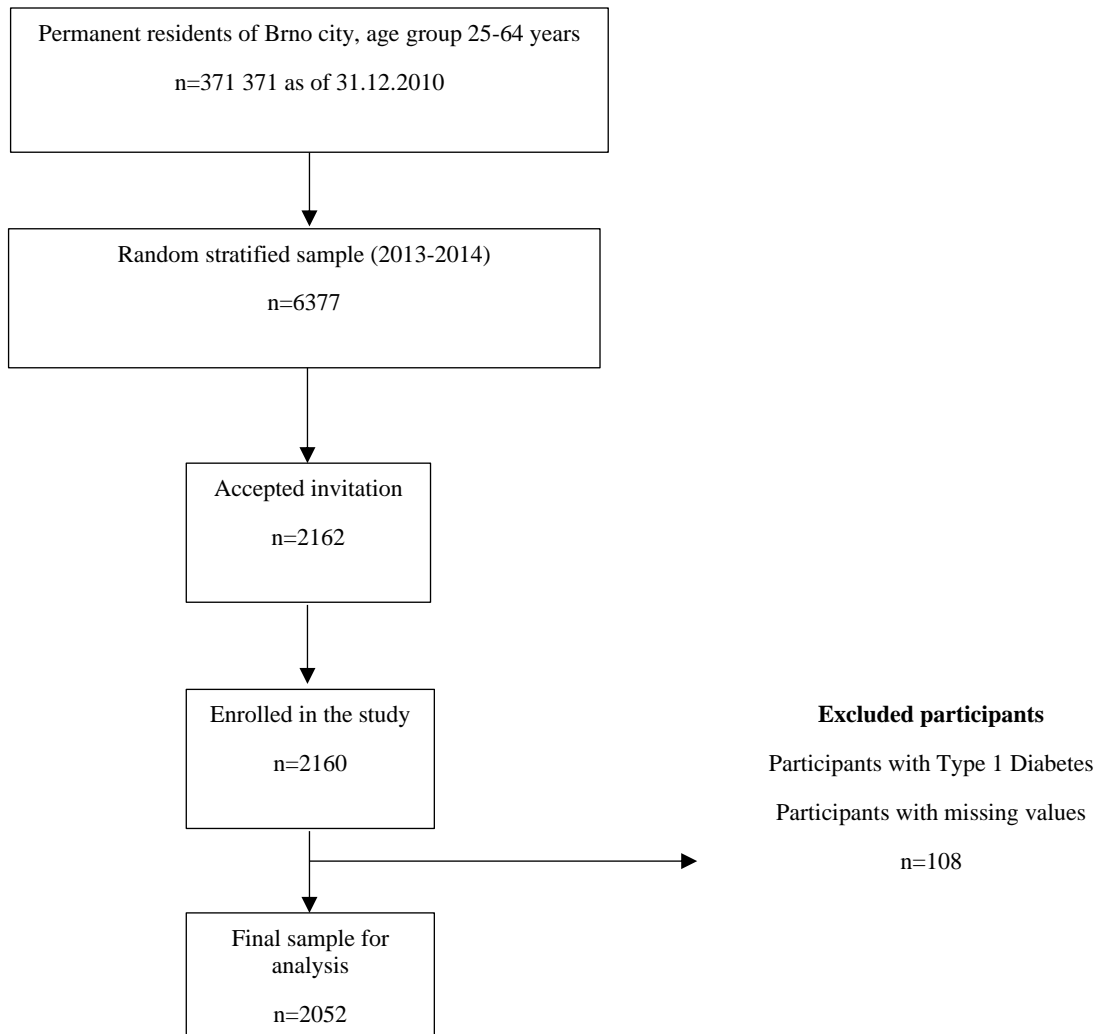 Permanent residents of Brno city, age group 25-64 years
n=371 371 as of 31.12.2010
Random stratified sample (2013-2014)
n=6377
Accepted invitation
n=2162
Enrolled in the study
n=2160
Excluded participants
Participants with Type 1 Diabetes
Participants with missing values
n=108
Final sample for
analysis
n=2052